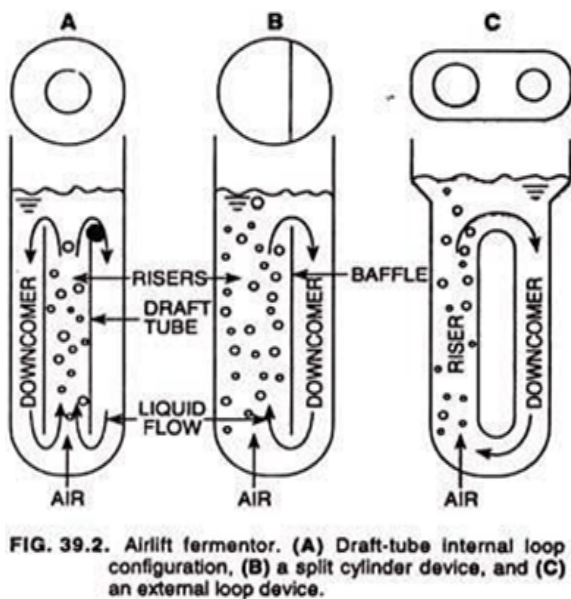 A
B
C
RISERS
BAFFLE
DRAFT
TUBE
DOWNCOMER
DOWNCOMER
RISER
DOWNCOMER
LIQUID
FLOW
AIR
AIR
AIR
FIG. 39.2. Airlift fermentor. (A) Draft-tube internal loop
configuration, (B) a split cylinder device, and (C)
an external loop device.